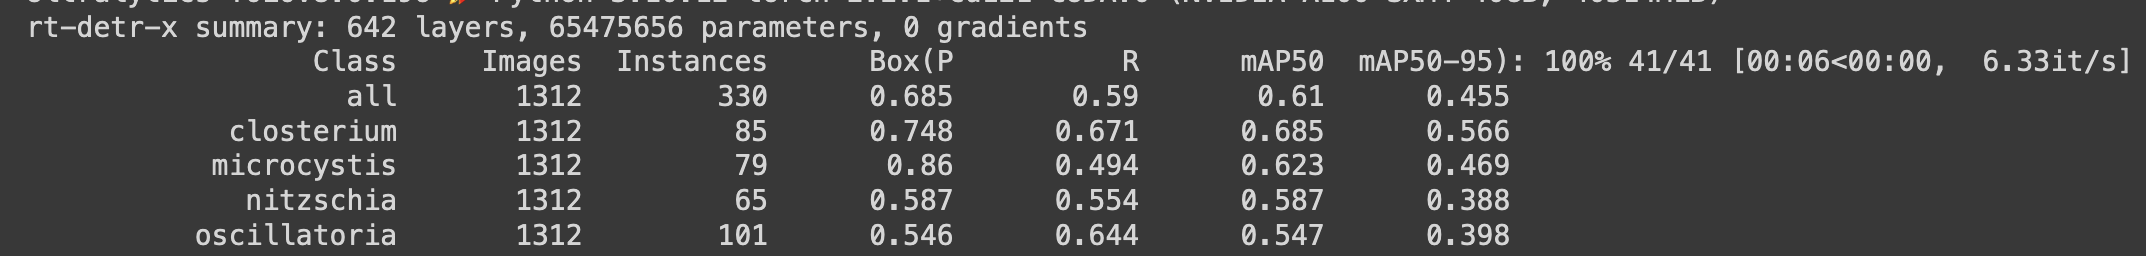 rt-detr-x summary: 642 layers, 65475656 parameters, 0 gradients
Class Images Instances Box(P R mAP50 mAP50-95): 100% 41/41 [00:06<00:00, 6.33it/s]
all 1312 330 0.685 0.59 0.61 0.455
closterium 1312 85 0.748 0.671 0.685 0.566
microcystis 1312 79 0.86 0.494 0.623 0.469
nitzschia 1312 65 0.587 0.554 0.587 0.388
oscillatoria 1312 101 0.546 0.644 0.547 0.398